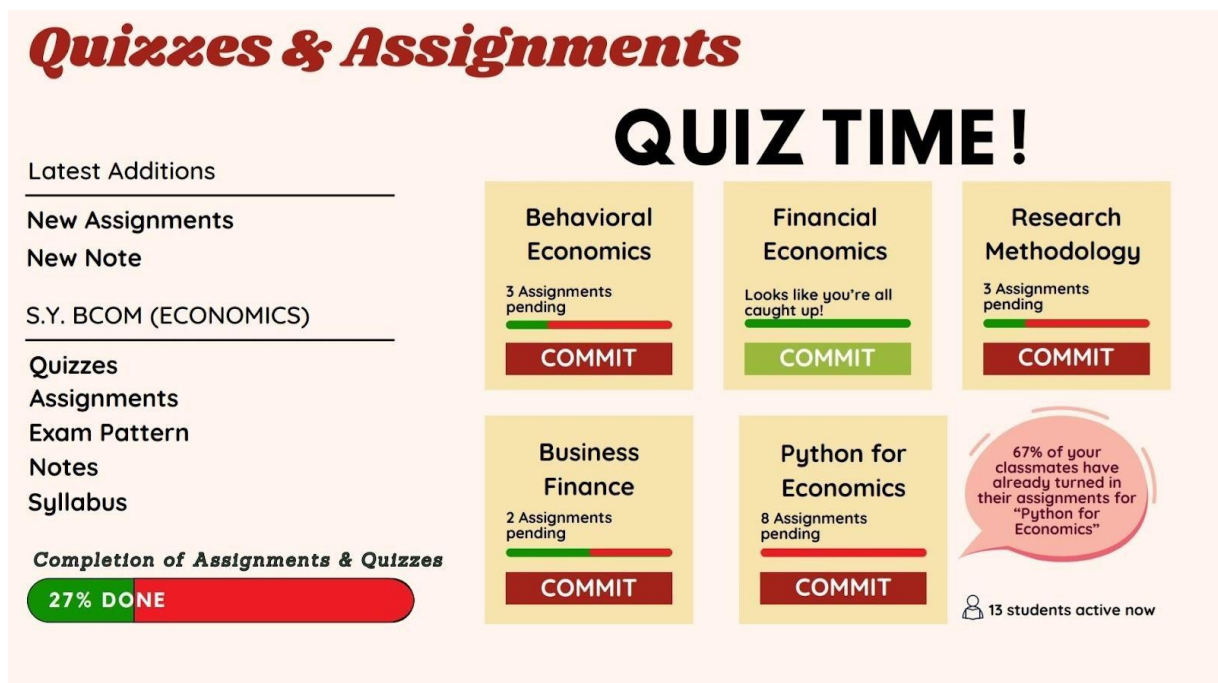 Quizzes & Assignments
QUIZ TIME !
Latest Additions
New Assignments
New Note
S.Y. BCOM (ECONOMICS)
Quizzes
Assignments
Exam Pattern
Notes
Syllabus
Completion of Assignments & Quizzes
27% DONE
Behavioral
Economics
3 Assignments
pending
COMMIT
Financial
Economics
Looks like you're all
caught up!
COMMIT
Research
Methodology
3 Assignments
pending
COMMIT
Business
Finance
2 Assignments
pending
COMMIT
Python for
Economics
8 Assignments
pending
COMMIT
67% of your
classmates have
already turned in
their assignments for
“Python for
Economics”
13 students active now